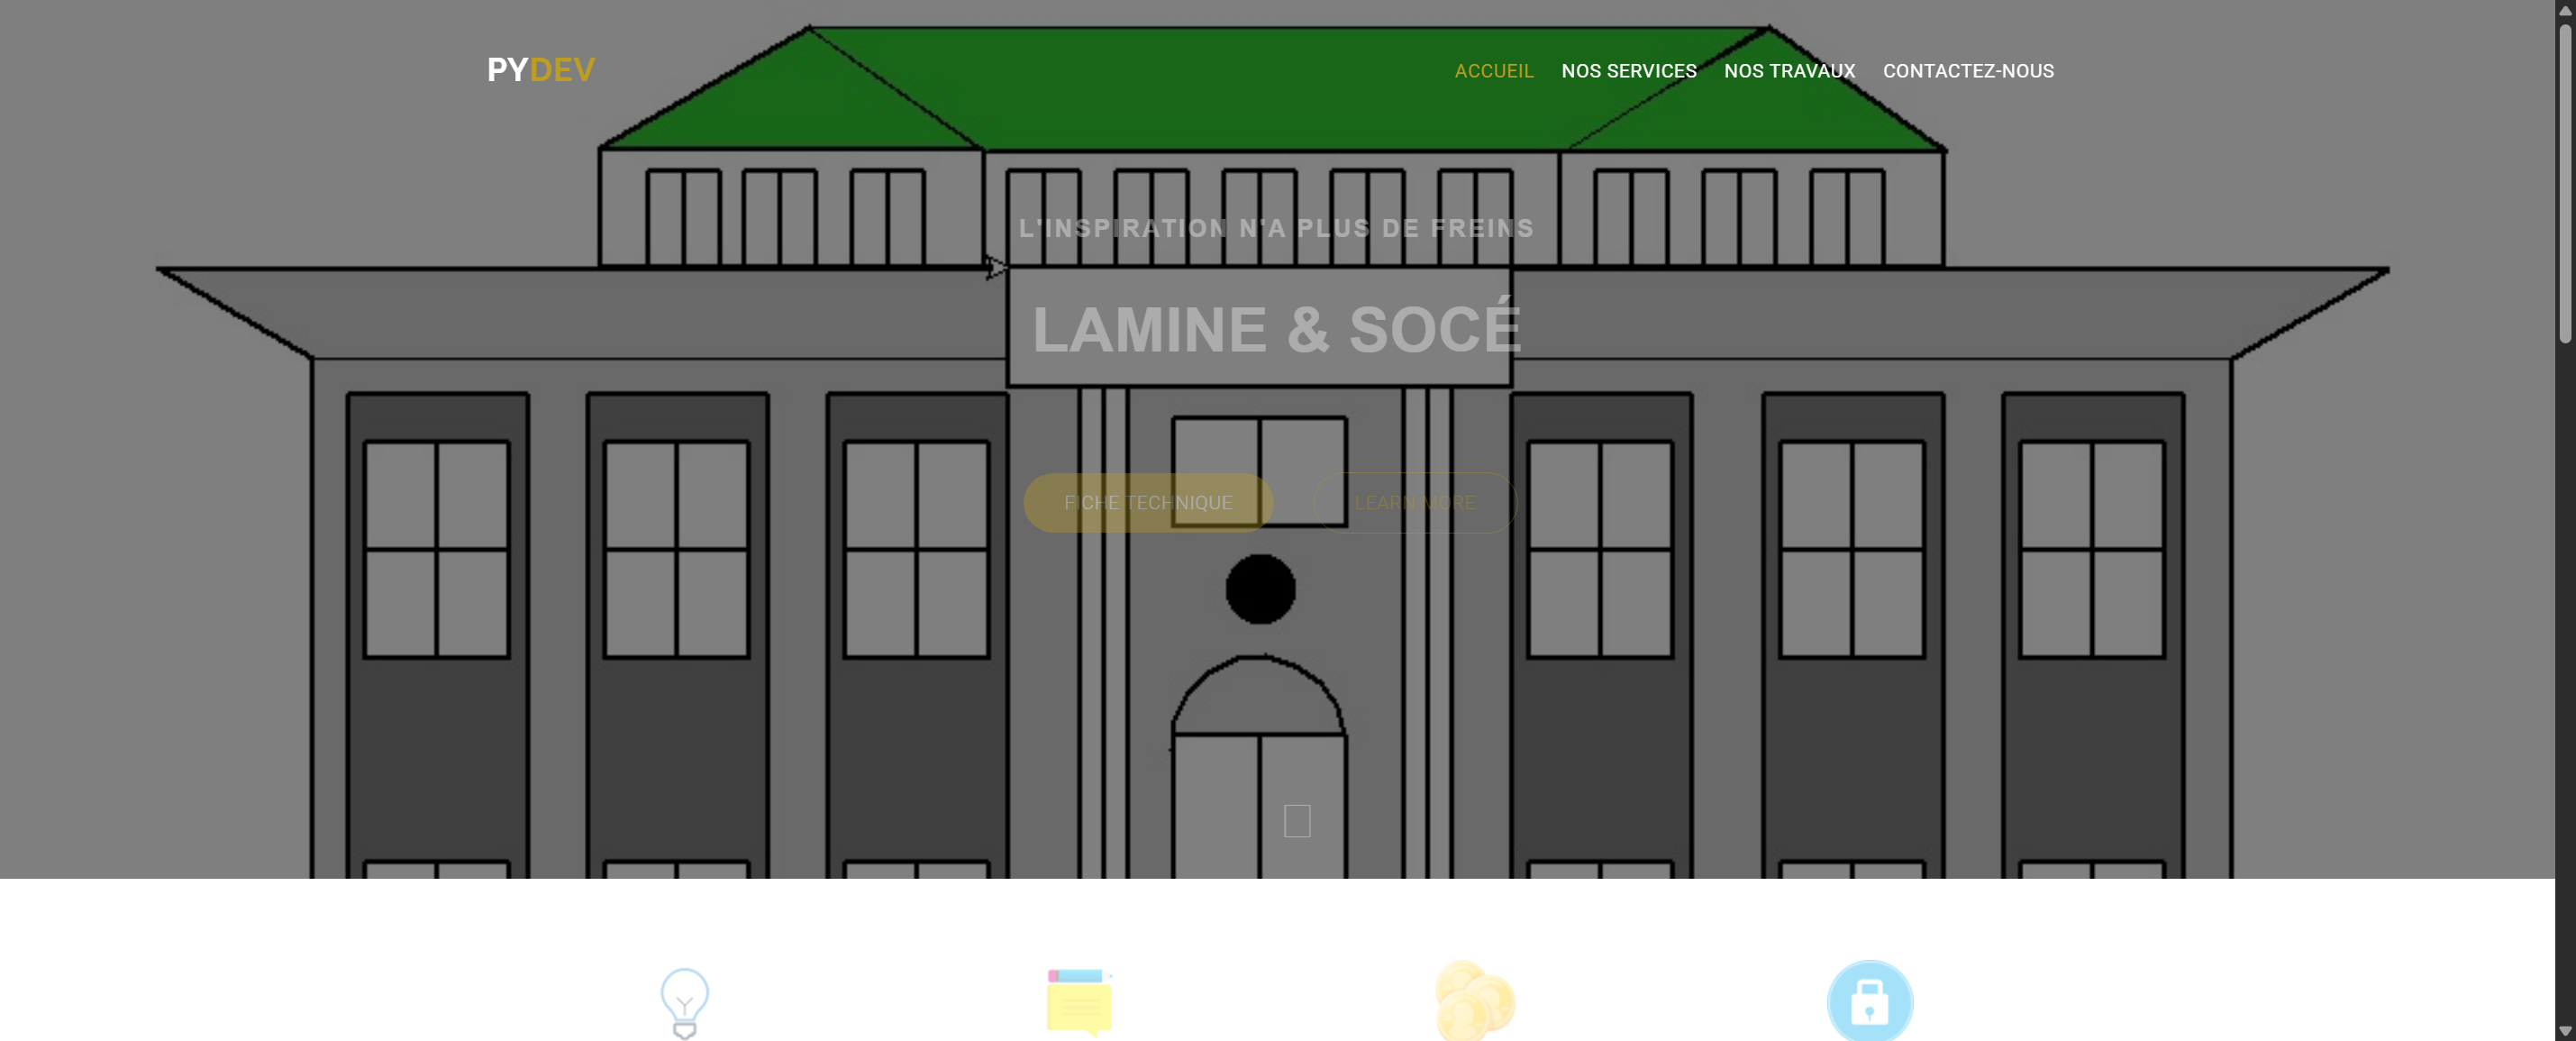 PYDEV
ACCUEIL NOS SERVICES NOS TRAVAUX CONTACTEZ-NOUS
L'INSPIRATION N'A PLUS DE FREINS
LAMINE & SOCÉ
FICHE TECHNIQUE
LEARN MORE